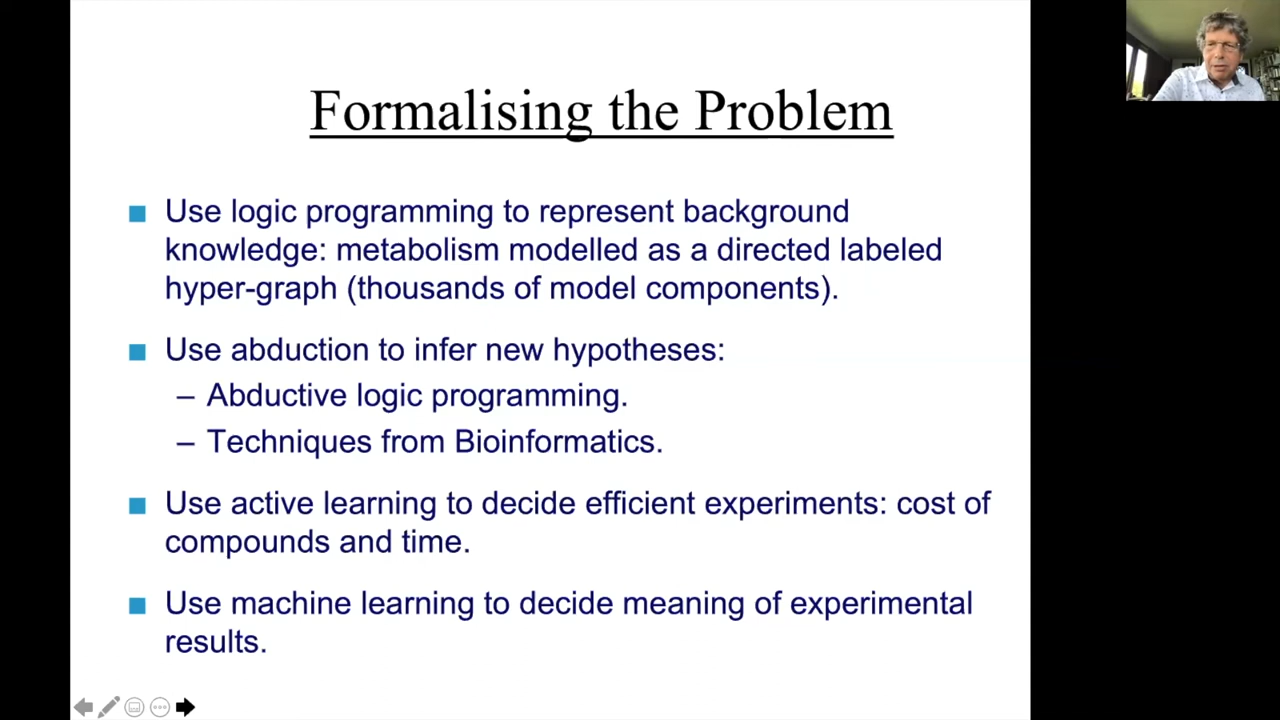 Formalising the Problem
Use logic programming to represent background
knowledge: metabolism modelled as a directed labeled
hyper-graph (thousands of model components).
Use abduction to infer new hypotheses:
– Abductive logic programming.
– Techniques from Bioinformatics.
Use active learning to decide efficient experiments: cost of
compounds and time.
Use machine learning to decide meaning of experimental
results.